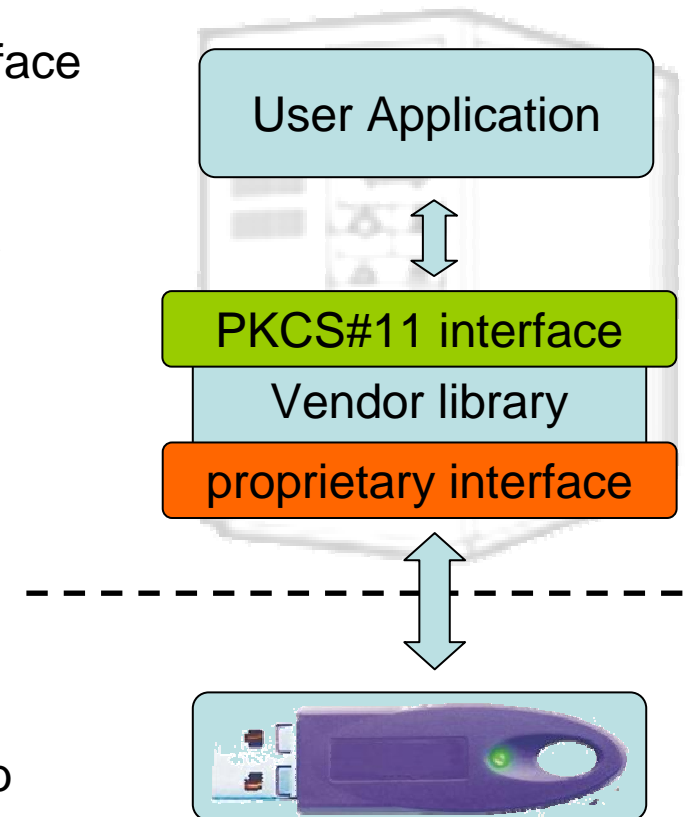 face
User Application
PKCS#11 interface
Vendor library
proprietary interface
o